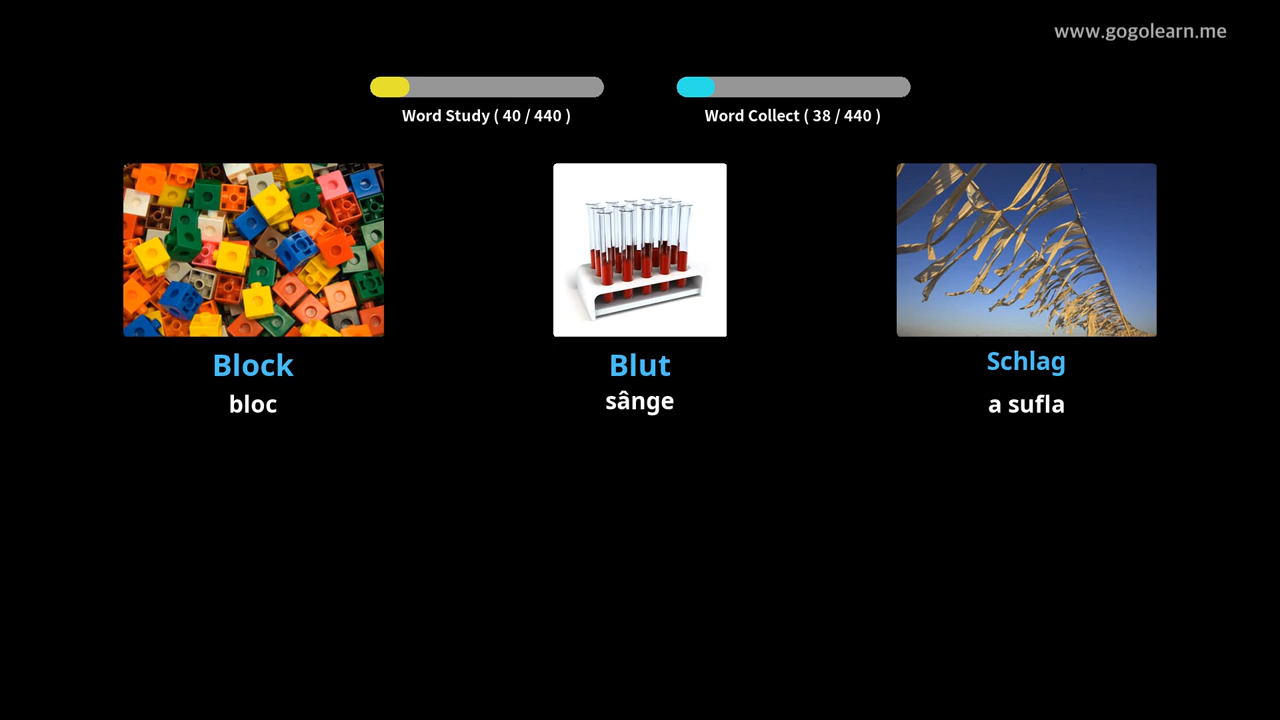 www.gogolearn.me
Word Study ( 40 / 440 )
Word Collect ( 38 / 440 )
Block
bloc
Blut
sânge
Schlag
a sufla